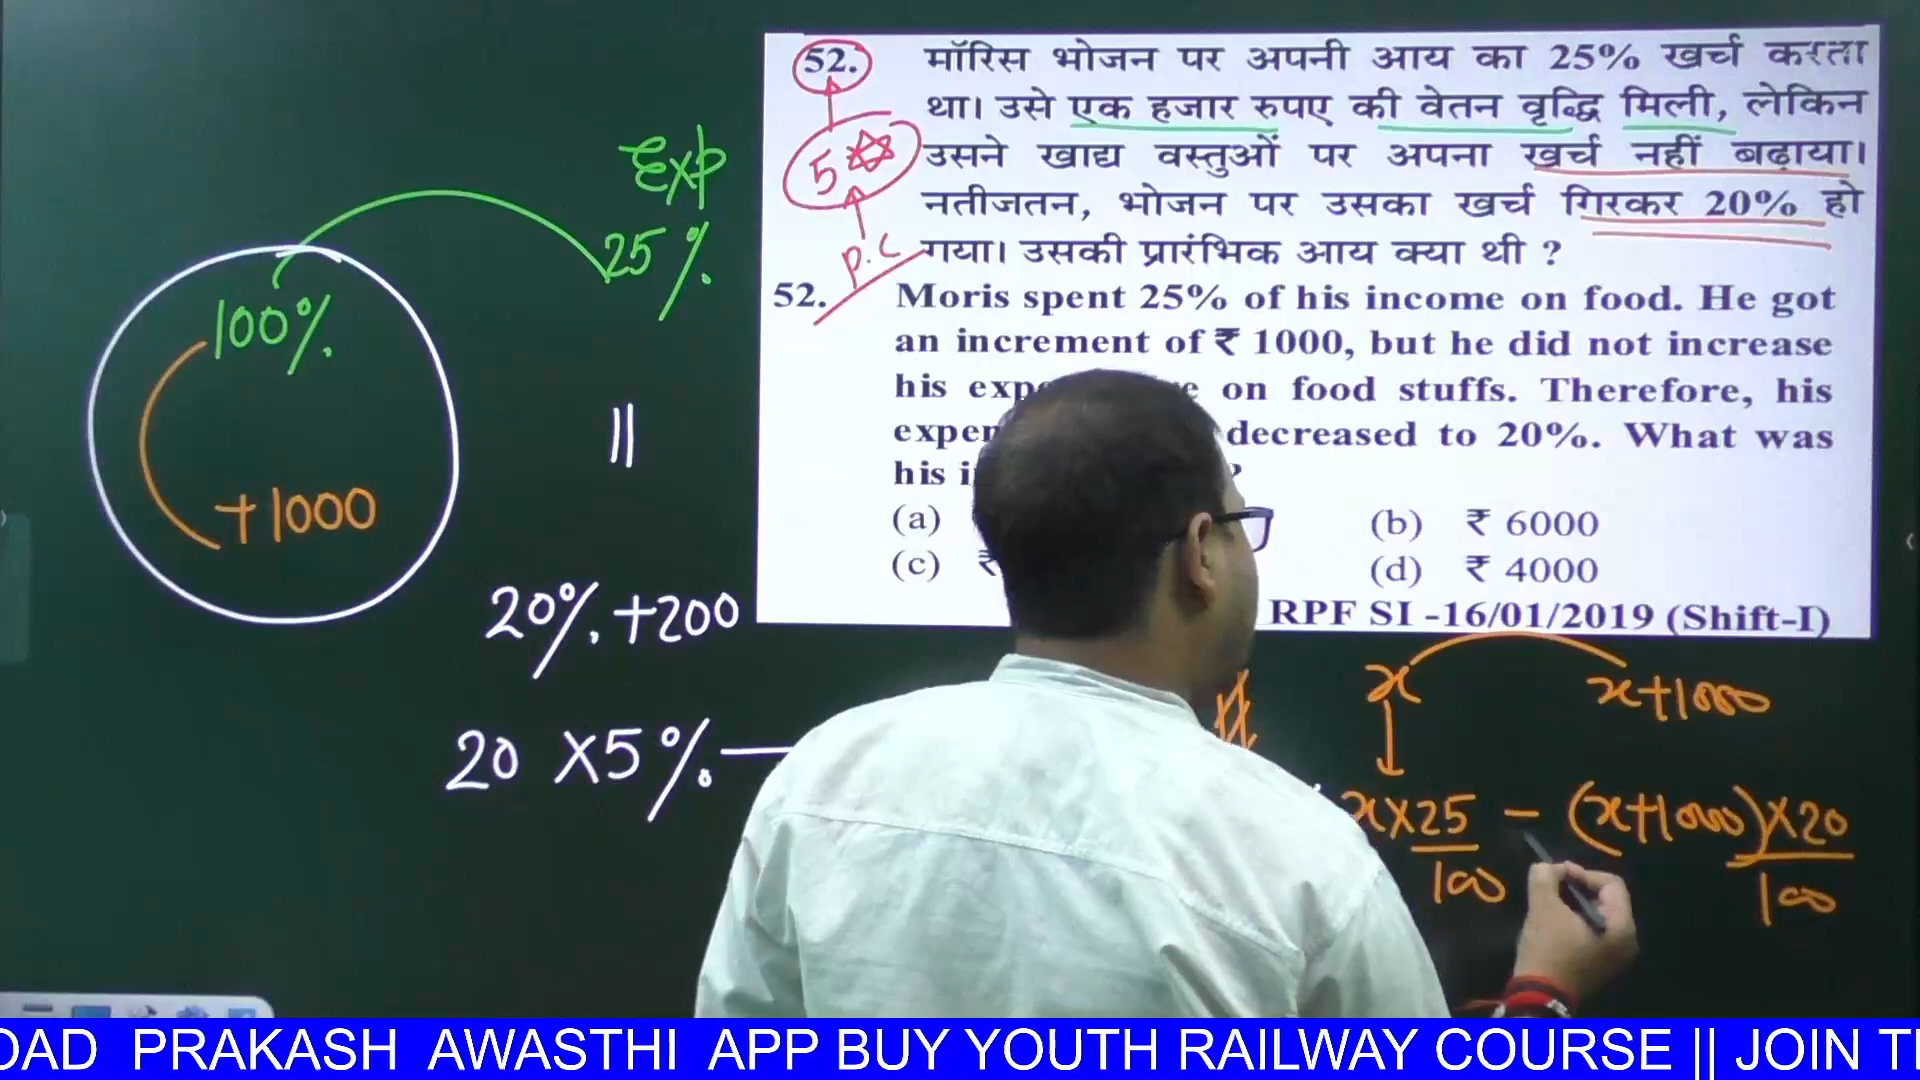 52. मॉरिस भोजन पर अपनी आय का 25% खर्च करता
था। उसे एक हजार रुपए की वेतन वृद्धि मिली, लेकिन
उसने खाद्य वस्तुओं पर अपना खर्च नहीं बढ़ाया।
नतीजतन, भोजन पर उसका खर्च गिरकर 20% हो
गया। उसकी प्रारंभिक आय क्या थी ?
5
P.C
52. Moris spent 25% of his income on food. He got
an increment of ₹ 1000, but he did not increase
his on food stuffs. Therefore, his
decreased to 20%. What was
his
(a) (b) ₹ 6000
(c) ₹ (d) ₹ 4000
RPF SI -16/01/2019 (Shift-I)
Exp
25%
100%
+1000
||
20%+200
20 ×5%—
x x+1000
x×25/100 – (x+1000)×20/100
PRAKASH AWASTHI APP BUY YOUTH RAILWAY COURSE || JOIN